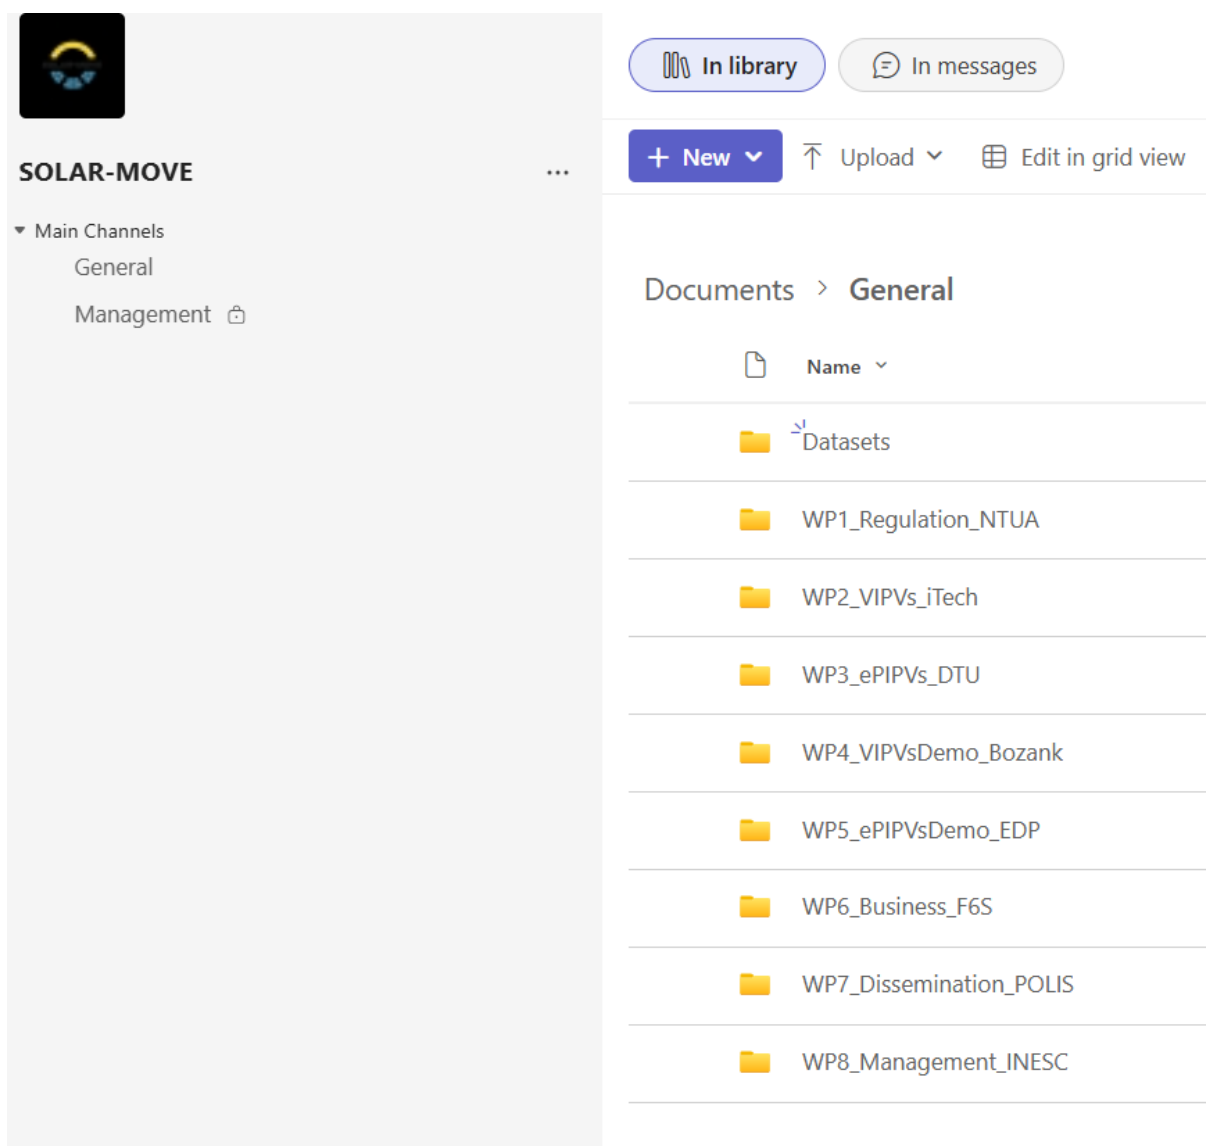 SOLAR-MOVE
...
Main Channels
General
Management
In library
In messages
+ New
Upload
Edit in grid view
Documents > General
Name
Datasets
WP1_Regulation_NTUA
WP2_VIPVs_iTech
WP3_ePIPVs_DTU
WP4_VIPVsDemo_Bozank
WP5_ePIPVsDemo_EDP
WP6_Business_F6S
WP7_Dissemination_POLIS
WP8_Management_INESC